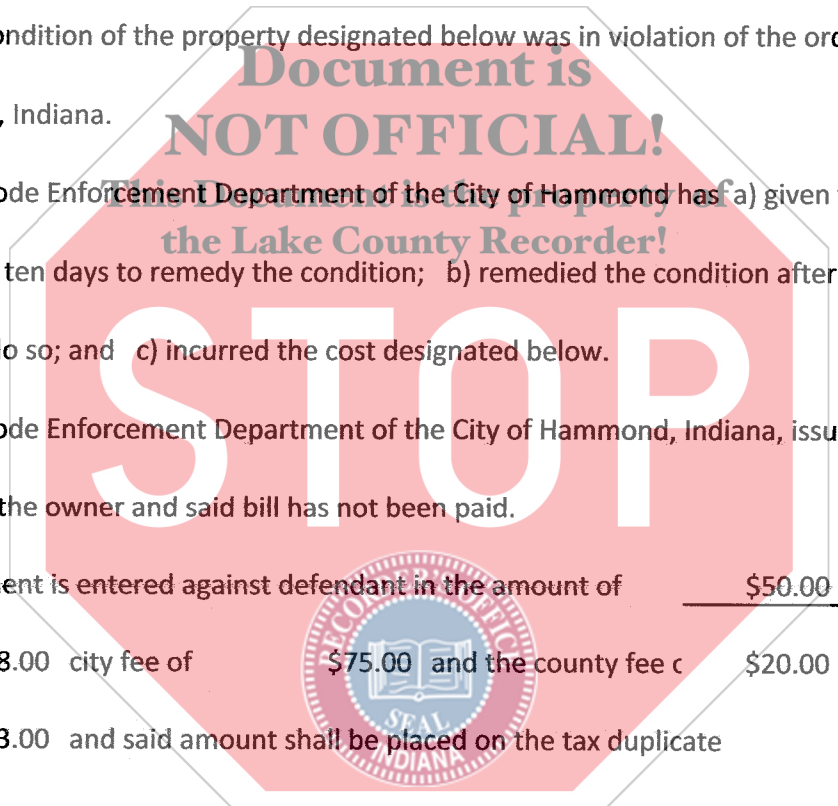 ondition of the property designated below was in violation of the ord
Document is
, Indiana.
NOT OFFICIAL!
ode Enforcement Department of the City of Hammond has a) given
This Document is the property of
the Lake County Recorder!
ten days to remedy the condition; b) remedied the condition after
o so; and c) incurred the cost designated below.
STOP
ode Enforcement Department of the City of Hammond, Indiana, issu
the owner and said bill has not been paid.
ent is entered against defendant in the amount of $50.00
8.00 city fee of $75.00 and the county fee c $20.00
3.00 and said amount shall be placed on the tax duplicate
RECORDER'S OFFICE
SEAL
INDIANA